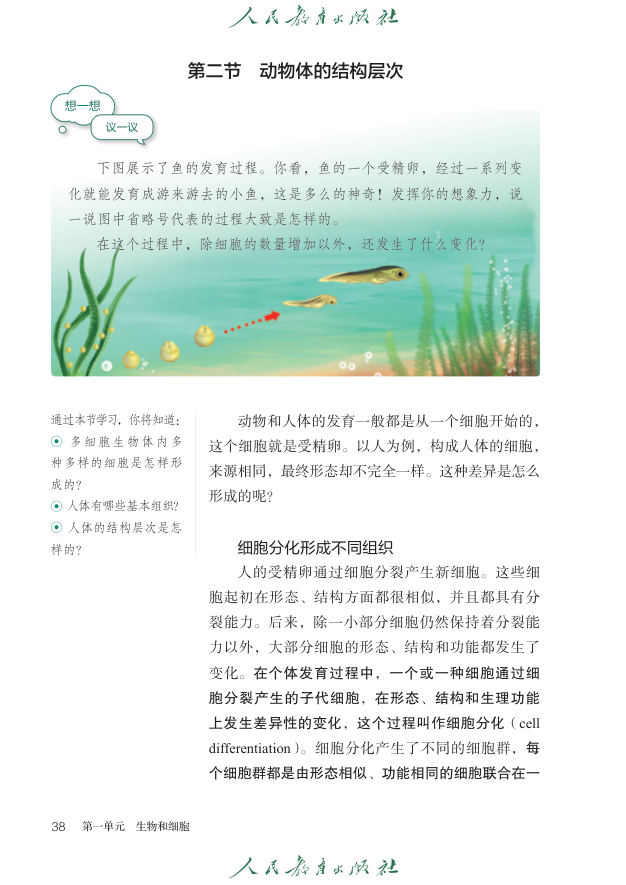 人民教育出版社
第二节　动物体的结构层次
想一想
议一议
下图展示了鱼的发育过程。你看，鱼的一个受精卵，经过一系列变
化就能发育成游来游去的小鱼，这是多么的神奇！发挥你的想象力，说
一说图中省略号代表的过程大致是怎样的。
在这个过程中，除细胞的数量增加以外，还发生了什么变化？
通过本节学习，你将知道：
多细胞生物体内多
种多样的细胞是怎样形
成的？
人体有哪些基本组织？
人体的结构层次是怎
样的？
动物和人体的发育一般都是从一个细胞开始的，
这个细胞就是受精卵。以人为例，构成人体的细胞，
来源相同，最终形态却不完全一样。这种差异是怎么
形成的呢？
细胞分化形成不同组织
人的受精卵通过细胞分裂产生新细胞。这些细
胞起初在形态、结构方面都很相似，并且都具有分
裂能力。后来，除一小部分细胞仍然保持着分裂能
力以外，大部分细胞的形态、结构和功能都发生了
变化。在个体发育过程中，一个或一种细胞通过细
胞分裂产生的子代细胞，在形态、结构和生理功能
上发生差异性的变化，这个过程叫作细胞分化（cell
differentiation）。细胞分化产生了不同的细胞群，每
个细胞群都是由形态相似、功能相同的细胞联合在一
38　第一单元　生物和细胞
人民教育出版社